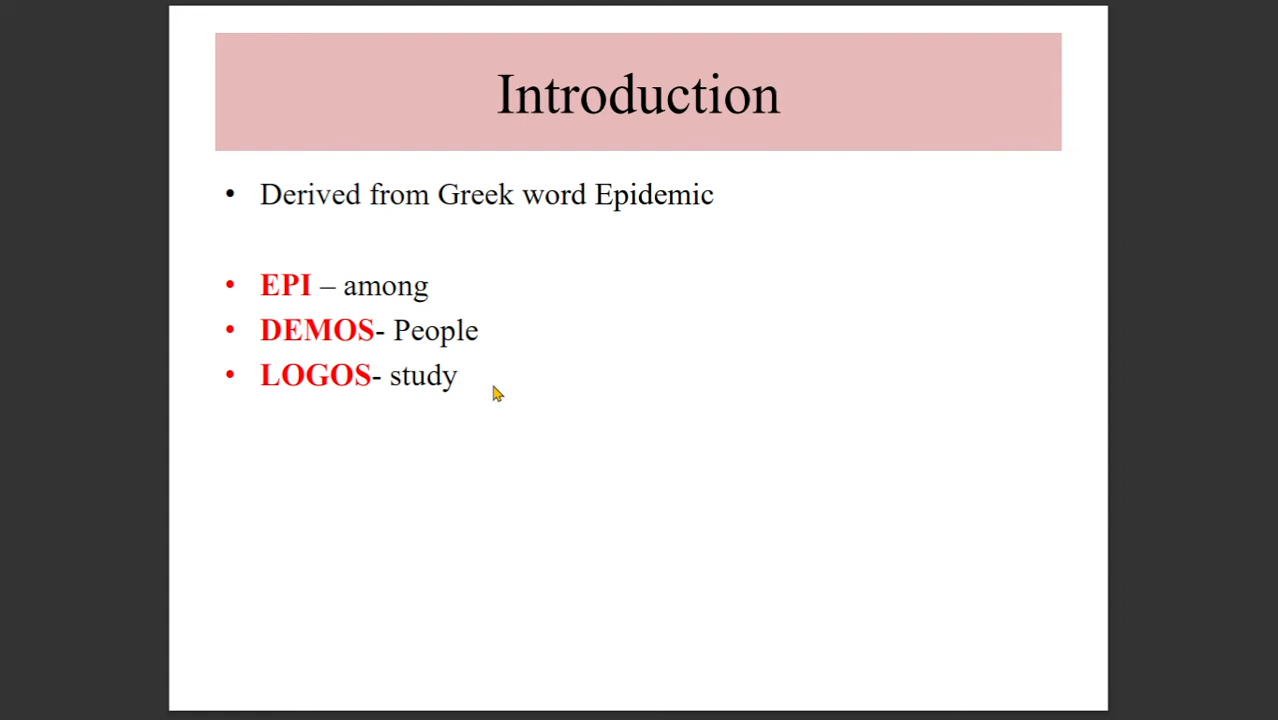 Introduction
• Derived from Greek word Epidemic
• EPI – among
• DEMOS- People
• LOGOS- study